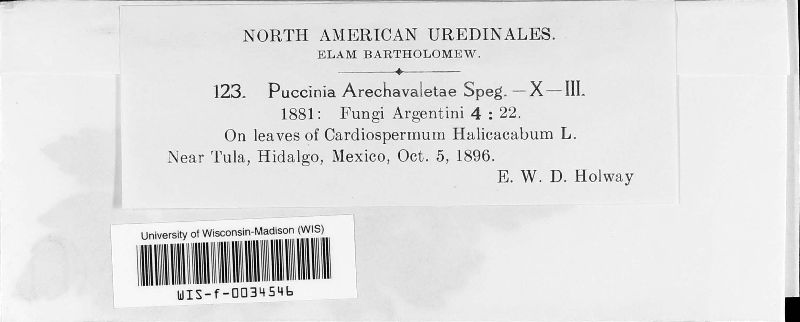 NORTH AMERICAN UREDINALES.
ELAM BARTHOLOMEW.
123. Puccinia Arechavaletae Speg. — X — III.
1881: Fungi Argentini 4 : 22.
On leaves of Cardiospermum Halicacabum L.
Near Tula, Hidalgo, Mexico, Oct. 5, 1896.
E. W. D. Holway
University of Wisconsin-Madison (WIS)
WIS-f-0034546